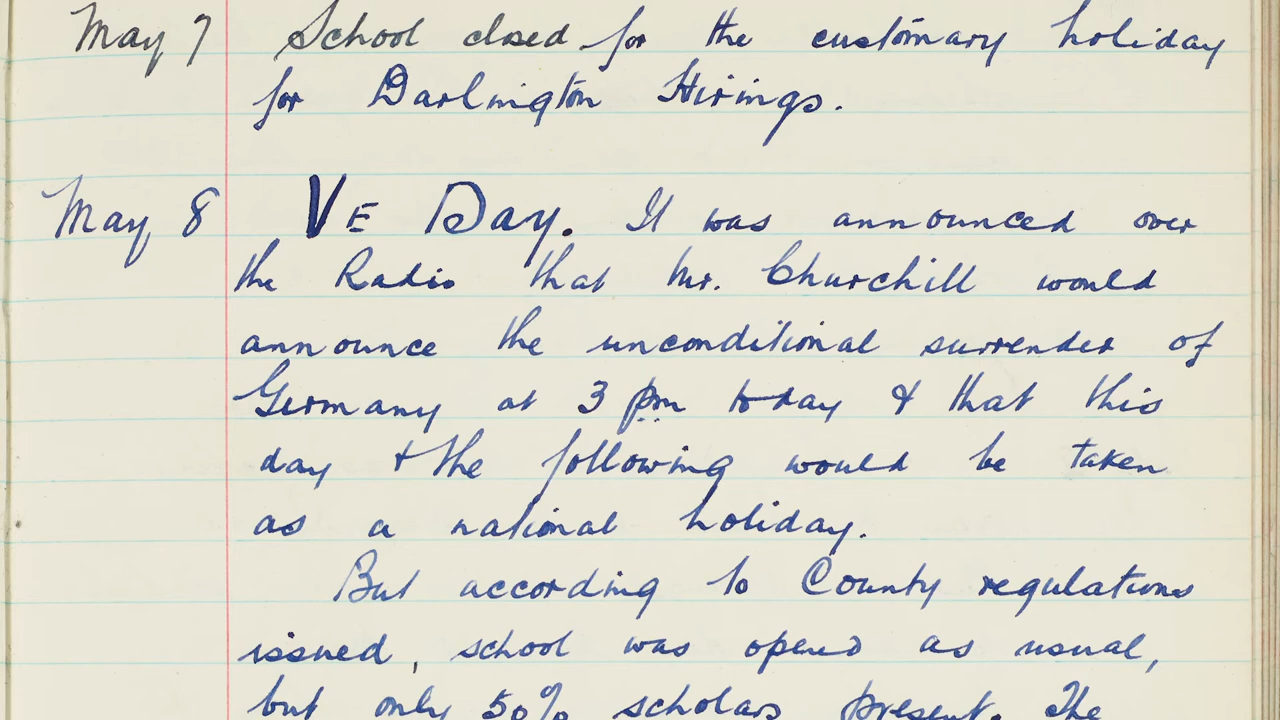 May 7 School closed for the customary holiday
for Darlington Hirings.
May 8 VE Day. It was announced over
the Radio that Mr. Churchill would
announce the unconditional surrender of
Germany at 3 pm today & that this
day & the following would be taken
as a national holiday.
But according to County regulations
issued, school was opened as usual,
but only 50% scholars present. The